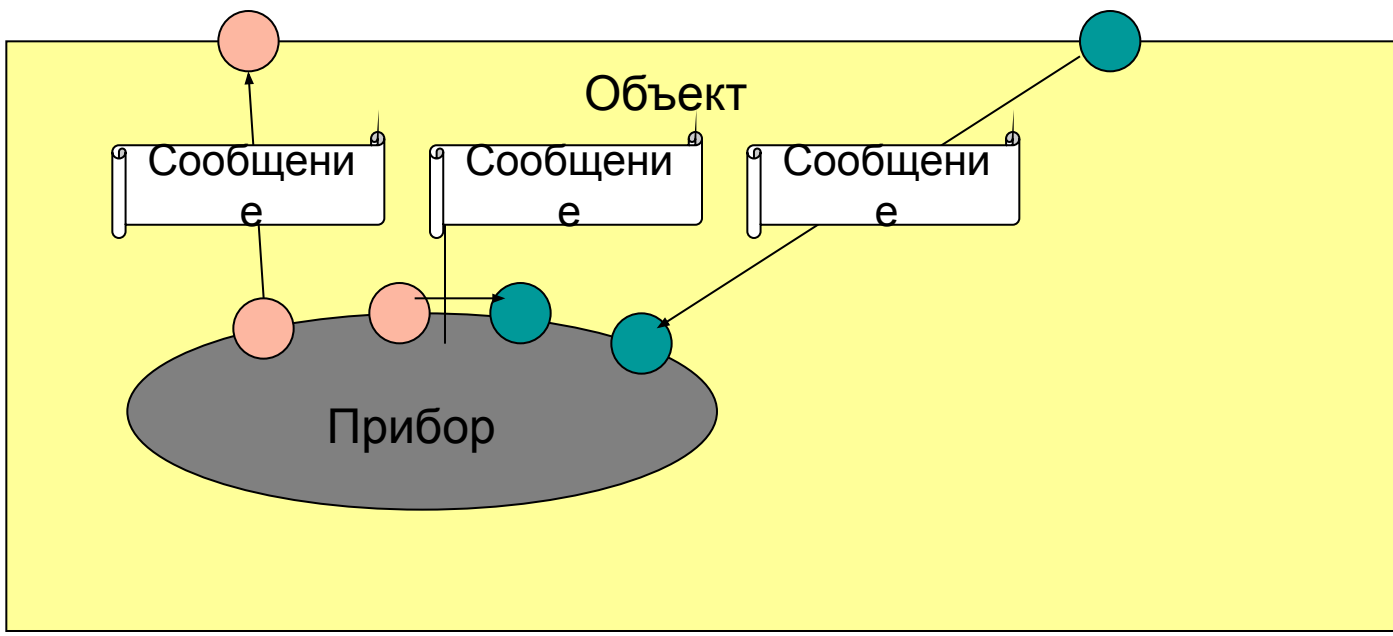 Объект
Сообщени
е
Сообщени
е
Сообщени
е
Прибор